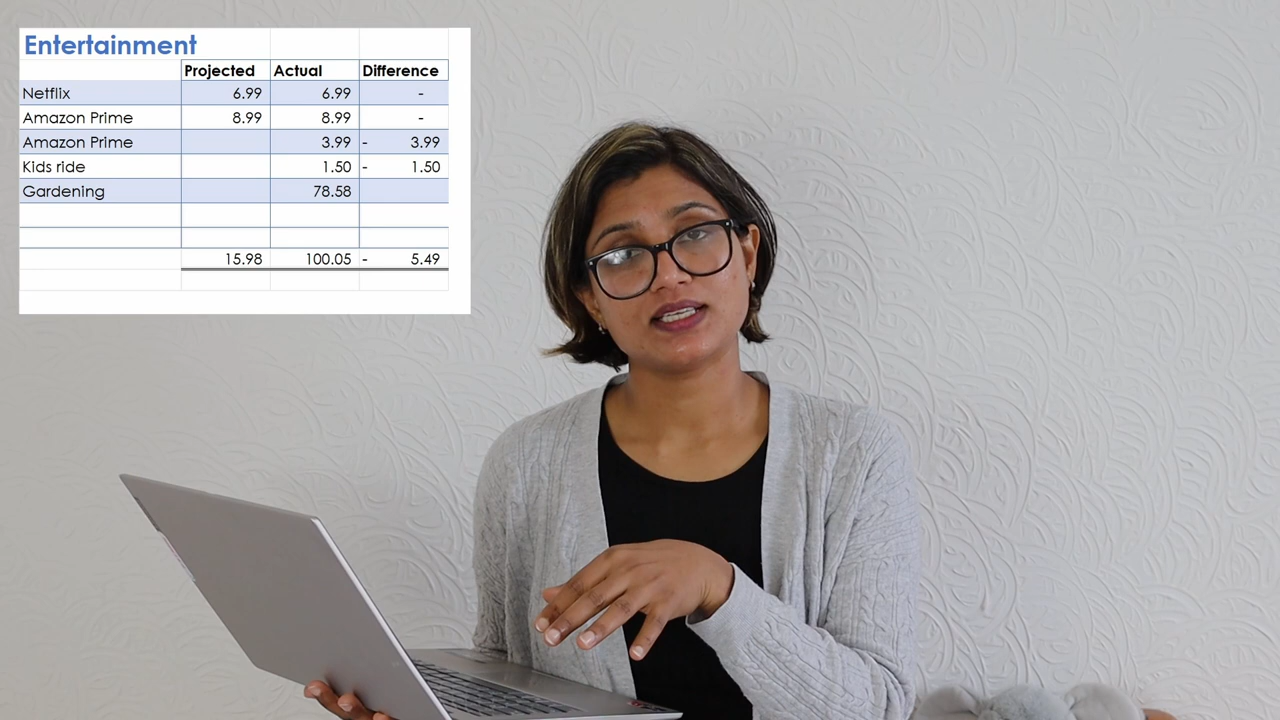 Entertainment
Projected Actual Difference
Netflix 6.99 6.99 -
Amazon Prime 8.99 8.99 -
Amazon Prime 3.99 - 3.99
Kids ride 1.50 - 1.50
Gardening 78.58
15.98 100.05 - 5.49